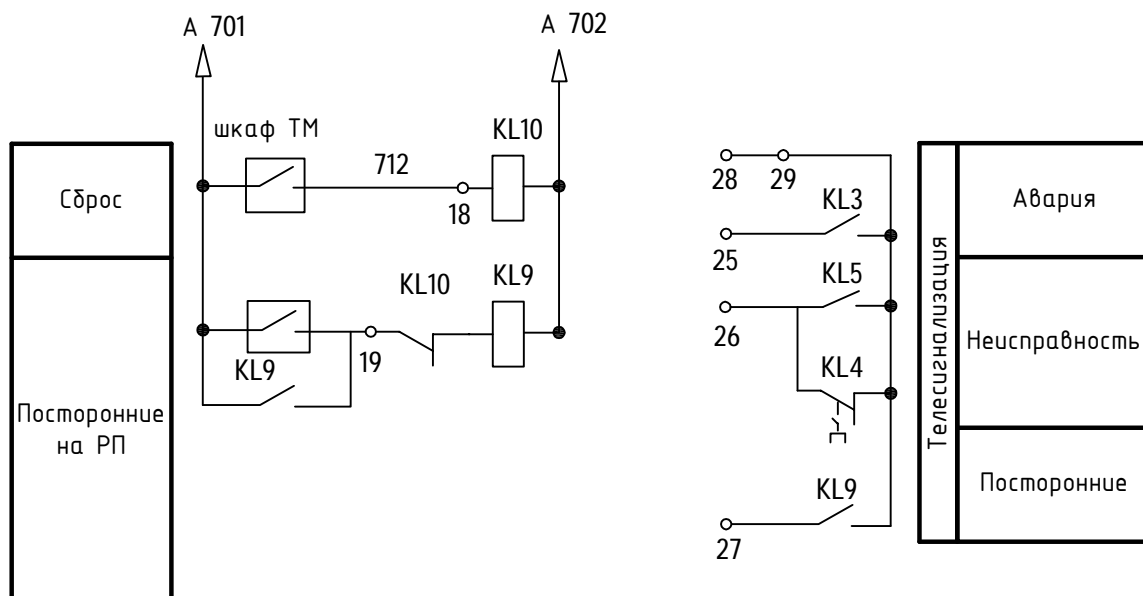 А 701
А 702
шкаф ТМ
KL10
712
18
Сброс
KL10
KL9
19
KL9
Посторонние
на РП
28
29
KL3
25
KL5
26
KL4
KL9
27
Телесигнализация
Авария
Неисправность
Посторонние